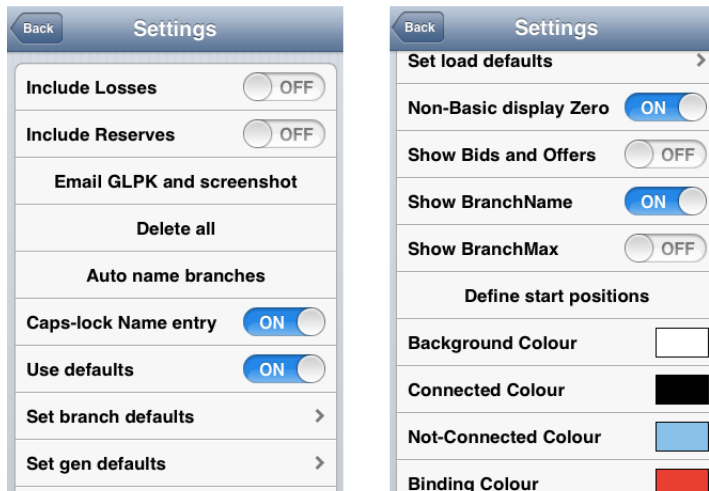 Back
Settings
Include Losses
OFF
Include Reserves
OFF
Email GLPK and screenshot
Delete all
Auto name branches
Caps-lock Name entry
ON
Use defaults
ON
Set branch defaults
Set gen defaults
Back
Settings
Set load defaults
Non-Basic display Zero
ON
Show Bids and Offers
OFF
Show BranchName
ON
Show BranchMax
OFF
Define start positions
Background Colour
Connected Colour
Not-Connected Colour
Binding Colour